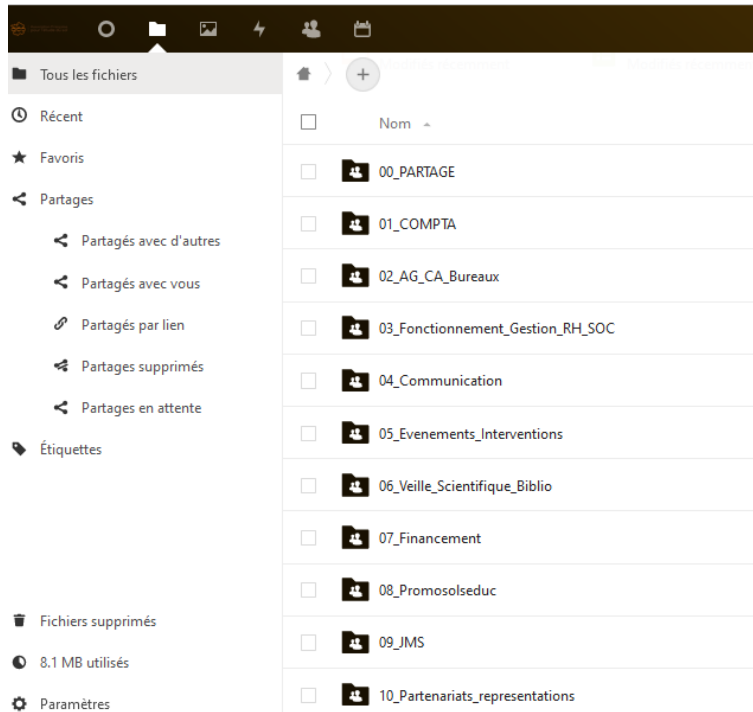 Tous les fichiers
Récent
Favoris
Partages
Partagés avec d'autres
Partagés avec vous
Partagés par lien
Partages supprimés
Partages en attente
Étiquettes
Fichiers supprimés
8.1 MB utilisés
Paramètres
Nom
00_PARTAGE
01_COMPTA
02_AG_CA_Bureaux
03_Fonctionnement_Gestion_RH_SOC
04_Communication
05_Evenements_Interventions
06_Veille_Scientifique_Biblio
07_Financement
08_Promosolseduc
09_JMS
10_Partenariats_representations